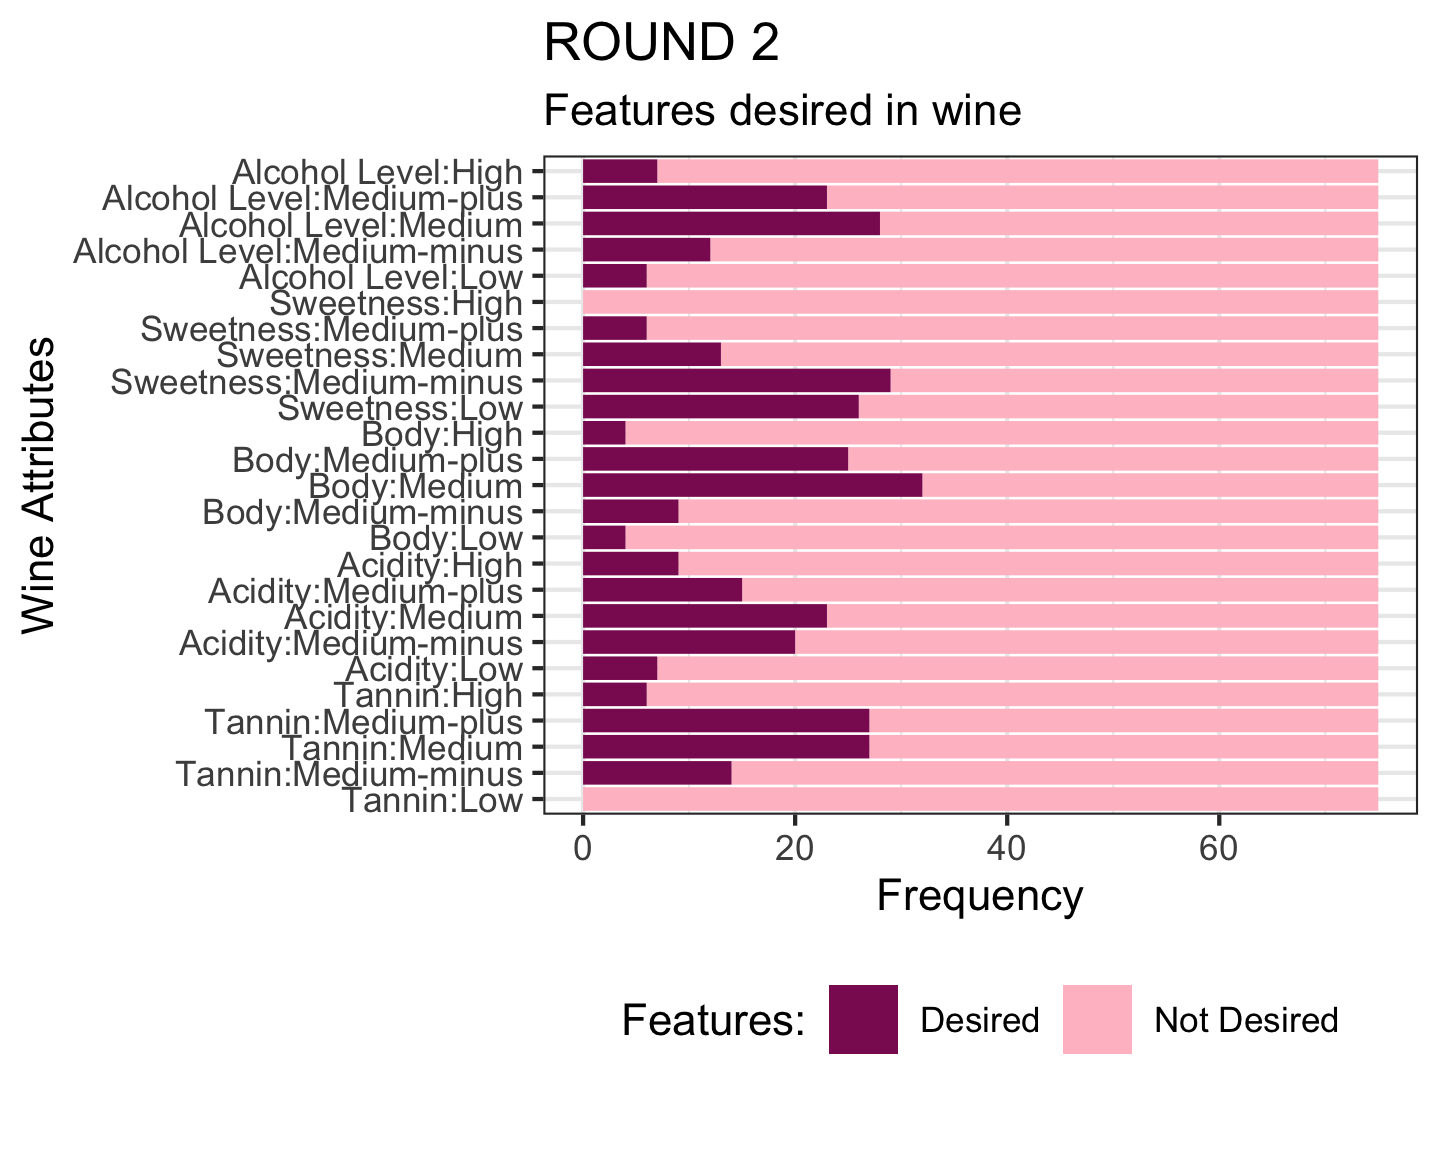 ROUND 2
Features desired in wine
Alcohol Level:High
Alcohol Level:Medium-plus
Alcohol Level:Medium
Alcohol Level:Medium-minus
Alcohol Level:Low
Sweetness:High
Sweetness:Medium-plus
Sweetness:Medium
Sweetness:Medium-minus
Sweetness:Low
Body:High
Body:Medium-plus
Body:Medium
Body:Medium-minus
Body:Low
Acidity:High
Acidity:Medium-plus
Acidity:Medium
Acidity:Medium-minus
Acidity:Low
Tannin:High
Tannin:Medium-plus
Tannin:Medium
Tannin:Medium-minus
Tannin:Low
Wine Attributes
0 20 40 60
Frequency
Features: Desired Not Desired